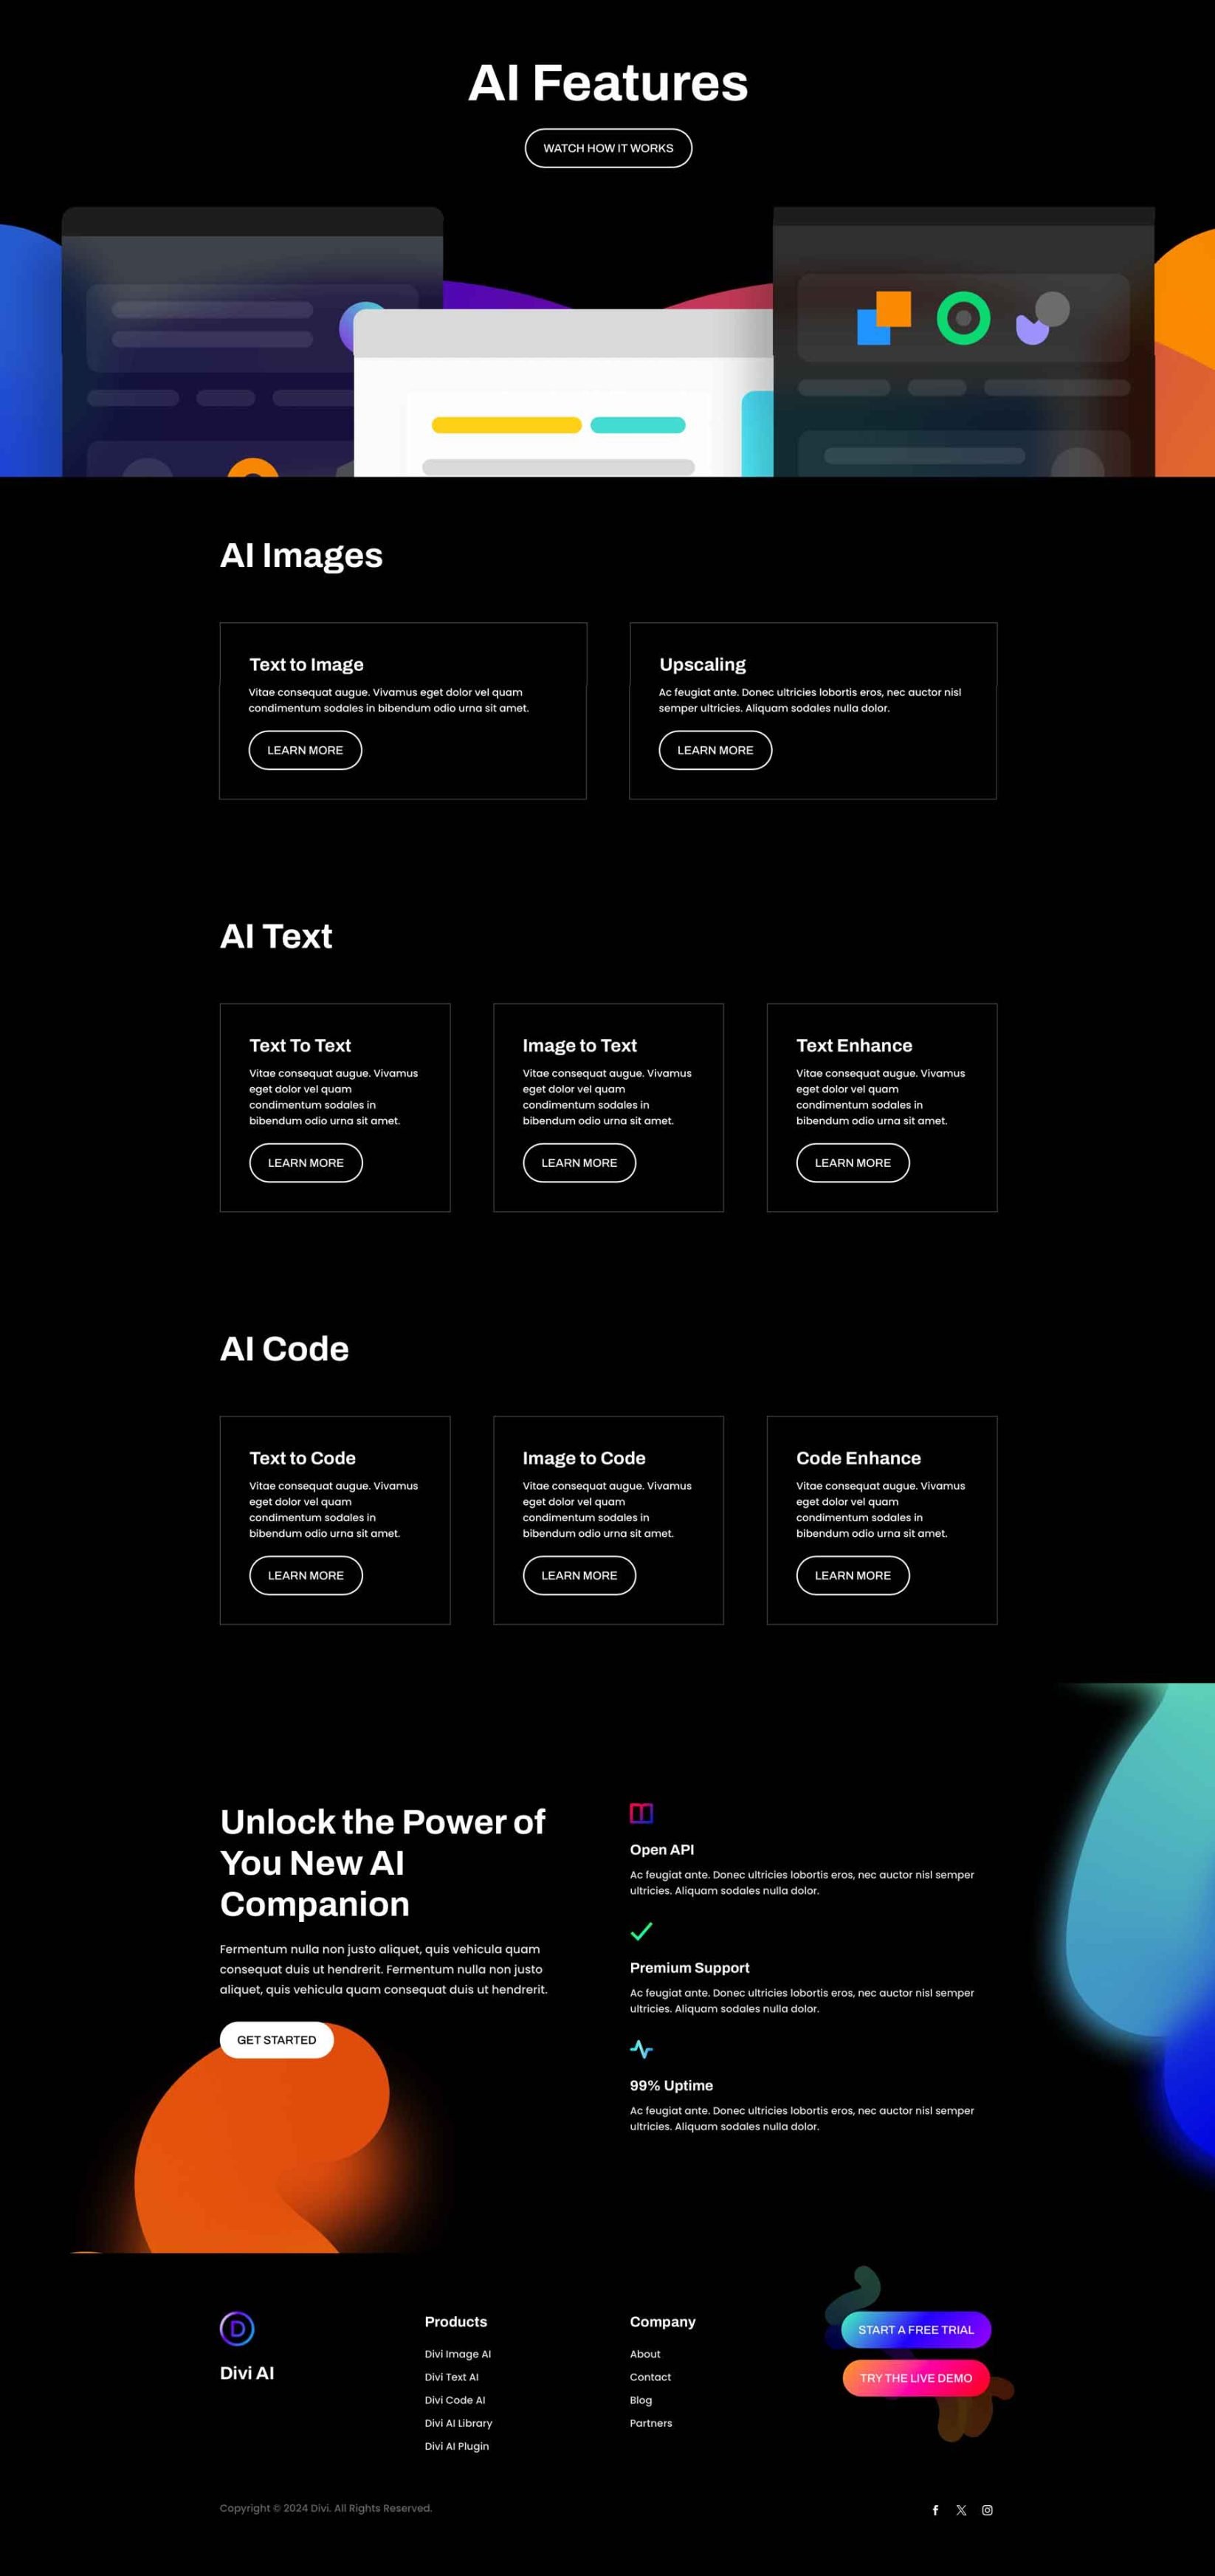 AI Features
WATCH HOW IT WORKS
AI Images
Text to Image
Vitae consequat augue. Vivamus eget dolor vel quam
condimentum sodales in bibendum odio urna sit amet.
LEARN MORE
Upscaling
Ac feugiat ante. Donec ultricies lobortis eros, nec auctor nisl
semper ultricies. Aliquam sodales nulla dolor.
LEARN MORE
AI Text
Text To Text
Vitae consequat augue. Vivamus
eget dolor vel quam
condimentum sodales in
bibendum odio urna sit amet.
LEARN MORE
Image to Text
Vitae consequat augue. Vivamus
eget dolor vel quam
condimentum sodales in
bibendum odio urna sit amet.
LEARN MORE
Text Enhance
Vitae consequat augue. Vivamus
eget dolor vel quam
condimentum sodales in
bibendum odio urna sit amet.
LEARN MORE
AI Code
Text to Code
Vitae consequat augue. Vivamus
eget dolor vel quam
condimentum sodales in
bibendum odio urna sit amet.
LEARN MORE
Image to Code
Vitae consequat augue. Vivamus
eget dolor vel quam
condimentum sodales in
bibendum odio urna sit amet.
LEARN MORE
Code Enhance
Vitae consequat augue. Vivamus
eget dolor vel quam
condimentum sodales in
bibendum odio urna sit amet.
LEARN MORE
Unlock the Power of
You New AI
Companion
Fermentum nulla non justo aliquet, quis vehicula quam
consequat duis ut hendrerit. Fermentum nulla non justo
aliquet, quis vehicula quam consequat duis ut hendrerit.
GET STARTED
Open API
Ac feugiat ante. Donec ultricies lobortis eros, nec auctor nisl semper
ultricies. Aliquam sodales nulla dolor.
Premium Support
Ac feugiat ante. Donec ultricies lobortis eros, nec auctor nisl semper
ultricies. Aliquam sodales nulla dolor.
99% Uptime
Ac feugiat ante. Donec ultricies lobortis eros, nec auctor nisl semper
ultricies. Aliquam sodales nulla dolor.
D
Divi AI
Products
Divi Image AI
Divi Text AI
Divi Code AI
Divi AI Library
Divi AI Plugin
Company
About
Contact
Blog
Partners
START A FREE TRIAL
TRY THE LIVE DEMO
Copyright © 2024 Divi. All Rights Reserved.